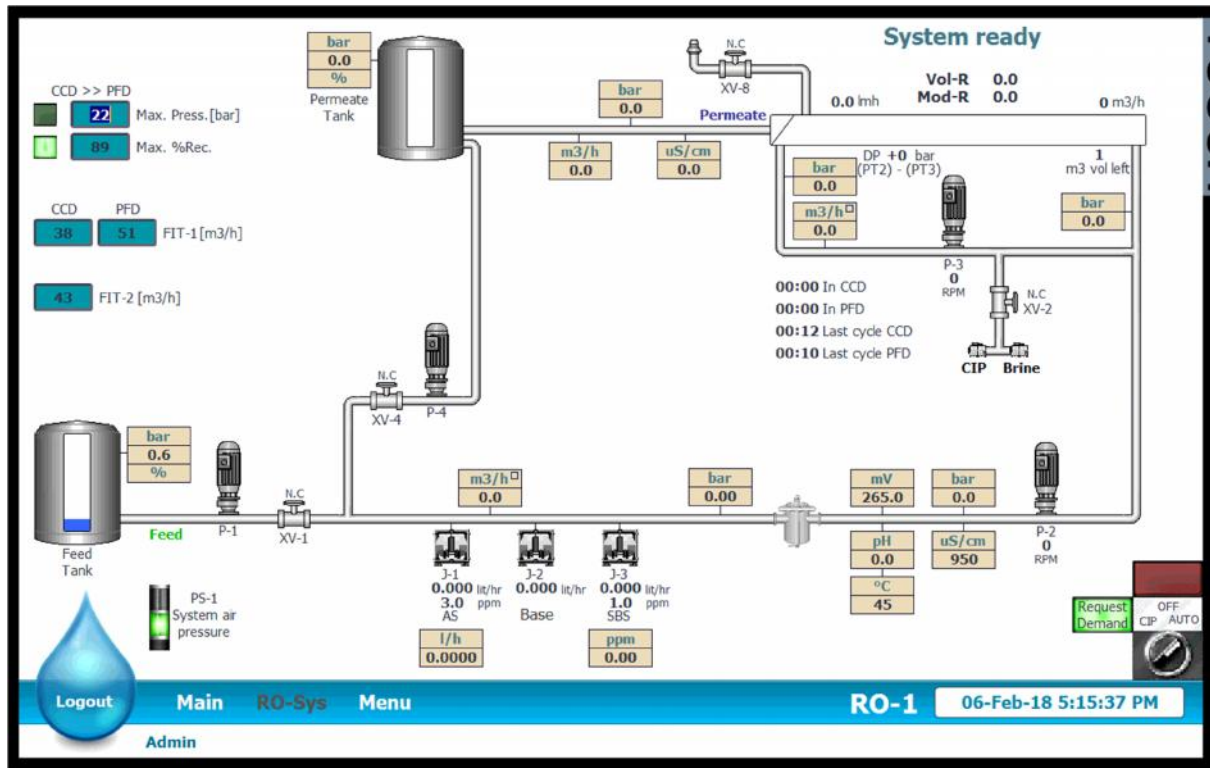 System ready
CCD >> PFD
22 Max. Press.[bar]
89 Max. %Rec.
CCD PFD
38 51 FIT-1 [m3/h]
43 FIT-2 [m3/h]
bar
0.0
%
Permeate
Tank
bar
0.0
m3/h
0.0
uS/cm
0.0
Permeate
N.C
XV-8
Vol-R 0.0
Mod-R 0.0
0.0 lmh
0 m3/h
DP +0 bar
(PT2) - (PT3)
bar
0.0
m3/h
0.0
1
m3 vol left
bar
0.0
P-3
0
RPM
N.C
XV-2
CIP Brine
00:00 In CCD
00:00 In PFD
00:12 Last cycle CCD
00:10 Last cycle PFD
N.C
XV-4
P-4
bar
0.6
%
Feed
Tank
Feed
P-1
N.C
XV-1
m3/h
0.0
bar
0.00
mV
265.0
bar
0.0
pH
0.0
°C
45
uS/cm
950
P-2
0
RPM
J-1
0.000 lit/hr
3.0 ppm
AS
J-2
0.000 lit/hr
Base
J-3
0.000 lit/hr
1.0 ppm
SBS
l/h
0.0000
ppm
0.00
PS-1
System air
pressure
Request
Demand
OFF
CIP AUTO
Logout Main RO-Sys Menu RO-1 06-Feb-18 5:15:37 PM
Admin